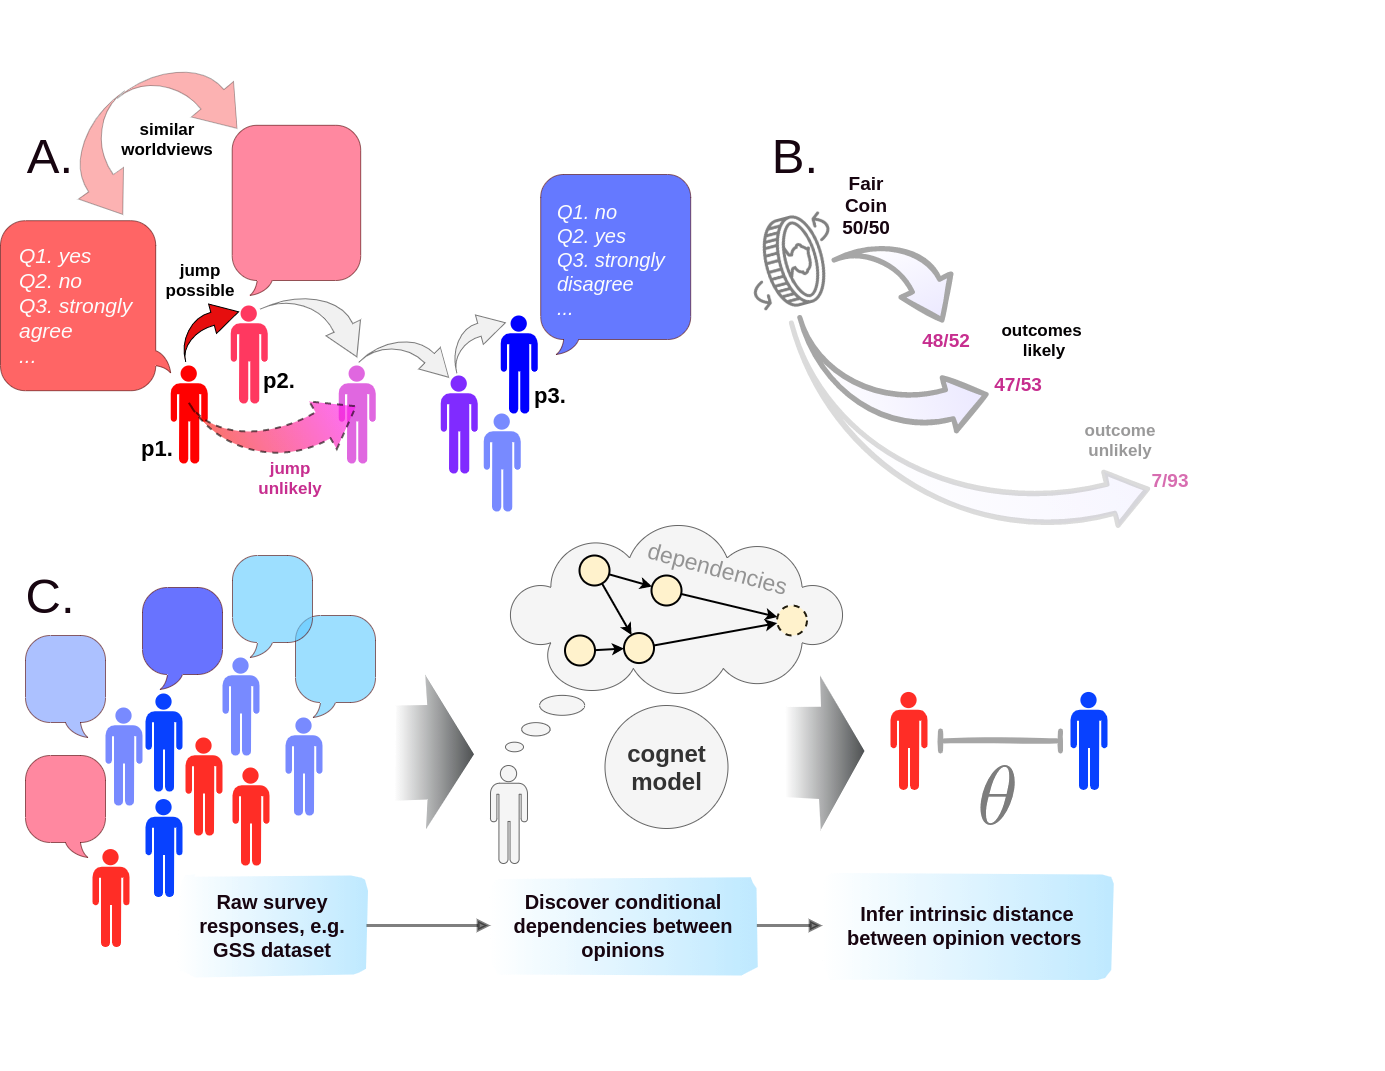 A.
similar
worldviews
Q1. yes
Q2. no
Q3. strongly
agree
...
jump
possible
p1.
p2.
jump
unlikely
p3.
Q1. no
Q2. yes
Q3. strongly
disagree
...
B.
Fair
Coin
50/50
48/52
outcomes
likely
47/53
outcome
unlikely
7/93
C.
dependencies
cognet
model
θ
Raw survey
responses, e.g.
GSS dataset
Discover conditional
dependencies between
opinions
Infer intrinsic distance
between opinion vectors